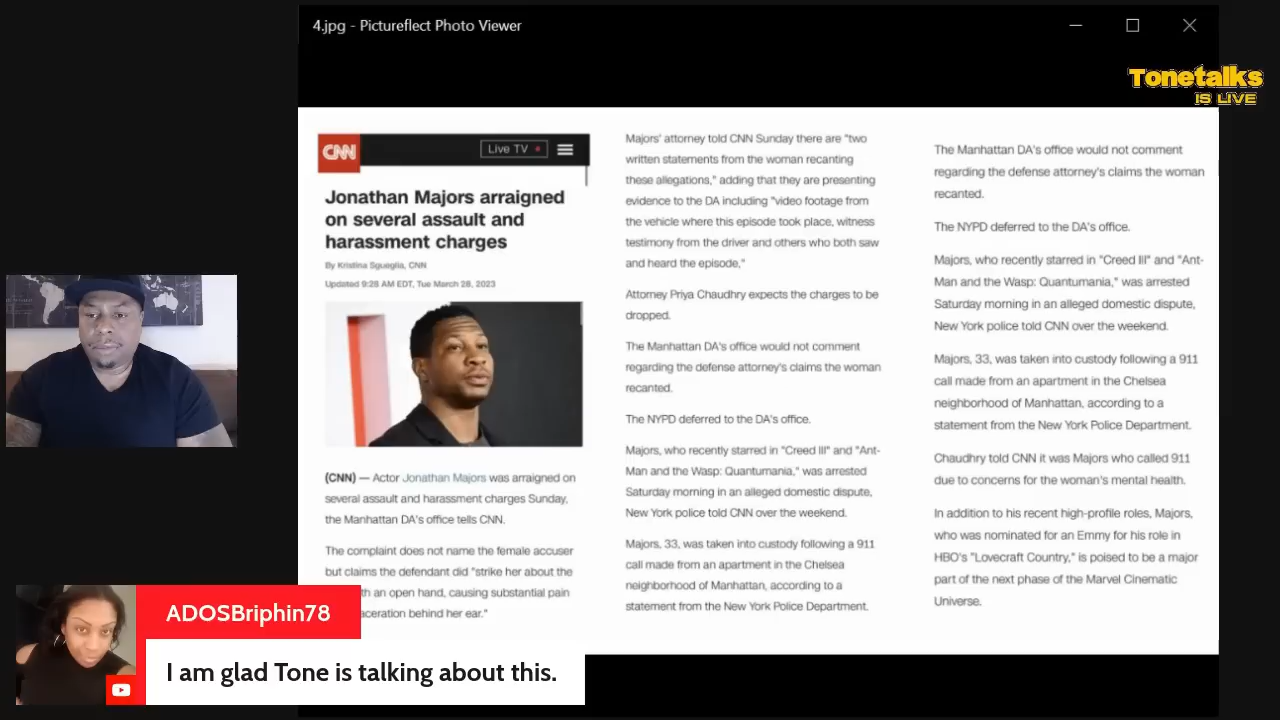 4.jpg - Pictureflect Photo Viewer
Tonetalks
IS LIVE
CNN
Live TV
Jonathan Majors arraigned
on several assault and
harassment charges
By Kristina Sgueglia, CNN
Updated 9:28 AM EDT, Tue March 28, 2023
(CNN) — Actor Jonathan Majors was arraigned on
several assault and harassment charges Sunday,
the Manhattan DA's office tells CNN.
The complaint does not name the female accuser
but claims the defendant did "strike her about the
an open hand, causing substantial pain
behind her ear."
Majors' attorney told CNN Sunday there are "two
written statements from the woman recanting
these allegations," adding that they are presenting
evidence to the DA including "video footage from
the vehicle where this episode took place, witness
testimony from the driver and others who both saw
and heard the episode,"
Attorney Priya Chaudhry expects the charges to be
dropped.
The Manhattan DA's office would not comment
regarding the defense attorney's claims the woman
recanted.
The NYPD deferred to the DA's office.
Majors, who recently starred in "Creed III" and "Ant-
Man and the Wasp: Quantumania," was arrested
Saturday morning in an alleged domestic dispute,
New York police told CNN over the weekend.
Majors, 33, was taken into custody following a 911
call made from an apartment in the Chelsea
neighborhood of Manhattan, according to a
statement from the New York Police Department.
The Manhattan DA's office would not comment
regarding the defense attorney's claims the woman
recanted.
The NYPD deferred to the DA's office.
Majors, who recently starred in "Creed III" and "Ant-
Man and the Wasp: Quantumania," was arrested
Saturday morning in an alleged domestic dispute,
New York police told CNN over the weekend.
Majors, 33, was taken into custody following a 911
call made from an apartment in the Chelsea
neighborhood of Manhattan, according to a
statement from the New York Police Department.
Chaudhry told CNN it was Majors who called 911
due to concerns for the woman's mental health.
In addition to his recent high-profile roles, Majors,
who was nominated for an Emmy for his role in
HBO's "Lovecraft Country," is poised to be a major
part of the next phase of the Marvel Cinematic
Universe.
ADOSBriphin78
I am glad Tone is talking about this.